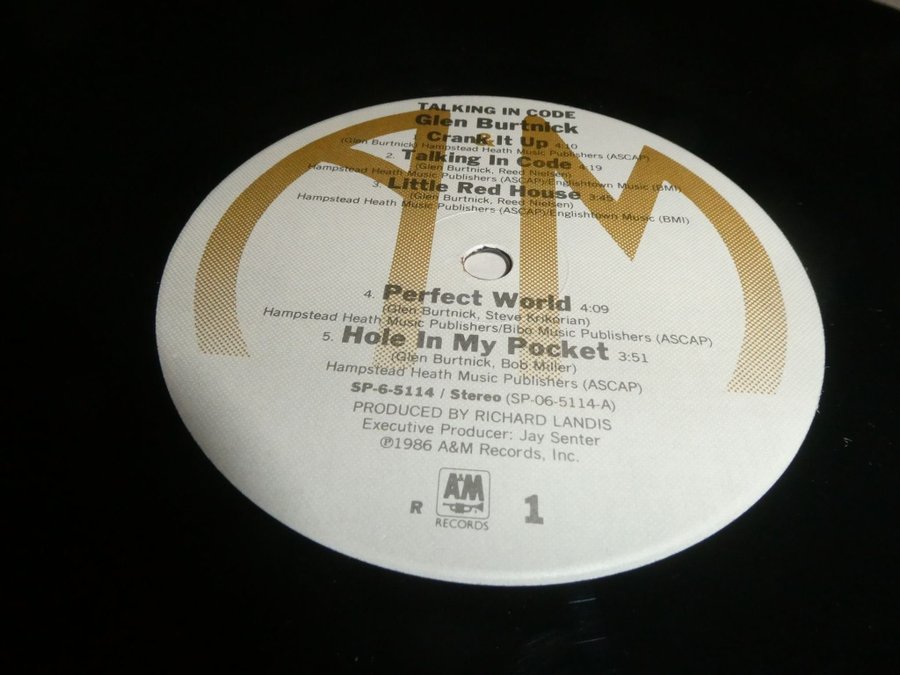 TALKING IN CODE
Glen Burtnick
Crank It Up 4:10
(Glen Burtnick) Hampstead Heath Music Publishers (ASCAP)
2. Talking In Code 4:19
(Glen Burtnick, Reed Nielsen)
Hampstead Heath Music Publishers (ASCAP)/Englishtown Music (BMI)
3. Little Red House 3:45
(Glen Burtnick, Reed Nielsen)
Hampstead Heath Music Publishers (ASCAP)/Englishtown Music (BMI)
A&M
4. Perfect World 4:09
(Glen Burtnick, Steve Krikorian)
Hampstead Heath Music Publishers/Bibo Music Publishers (ASCAP)
5. Hole In My Pocket 3:51
(Glen Burtnick, Bob Miller)
Hampstead Heath Music Publishers (ASCAP)
SP-6-5114 / Stereo (SP-06-5114-A)
PRODUCED BY RICHARD LANDIS
Executive Producer: Jay Senter
℗1986 A&M Records, Inc.
R A&M 1
RECORDS